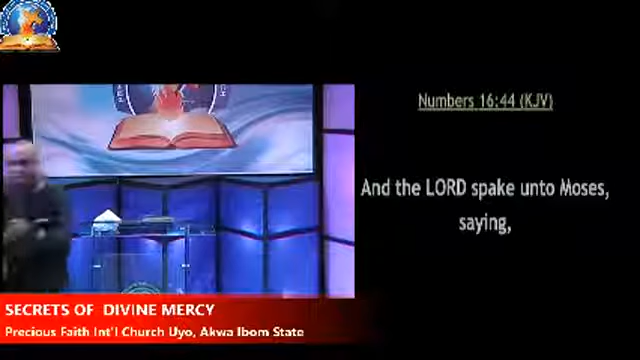 Numbers 16:44 (KJV)
And the LORD spake unto Moses,
saying,
SECRETS OF DIVINE MERCY
Precious Faith Int'l Church Uyo, Akwa Ibom State